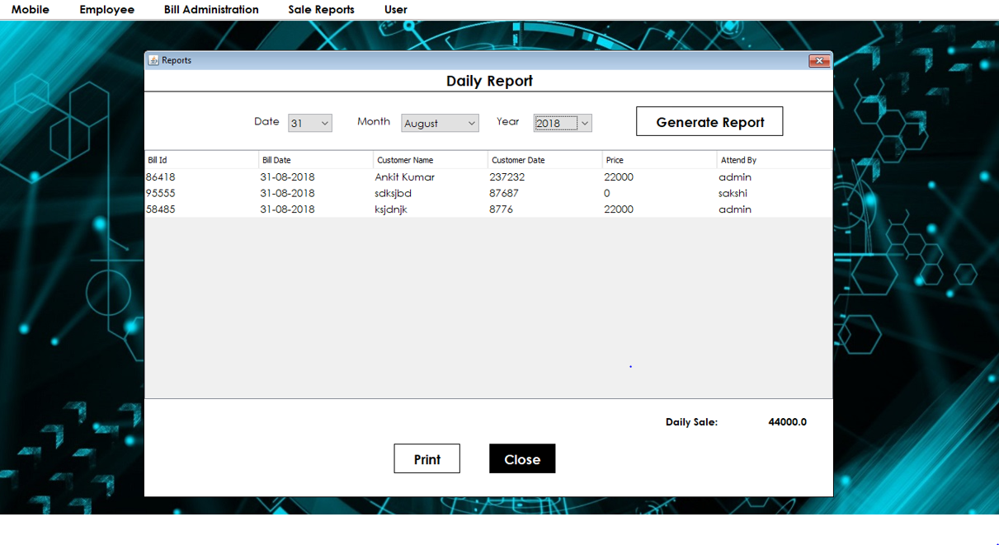 Mobile Employee Bill Administration Sale Reports User
Reports
Daily Report
Date 31 Month August Year 2018 Generate Report
Bill Id Bill Date Customer Name Customer Date Price Attend By
86418 31-08-2018 Ankit Kumar 237232 22000 admin
95555 31-08-2018 sdksjbd 87687 0 sakshi
58485 31-08-2018 ksjdnjk 8776 22000 admin
Daily Sale: 44000.0
Print Close